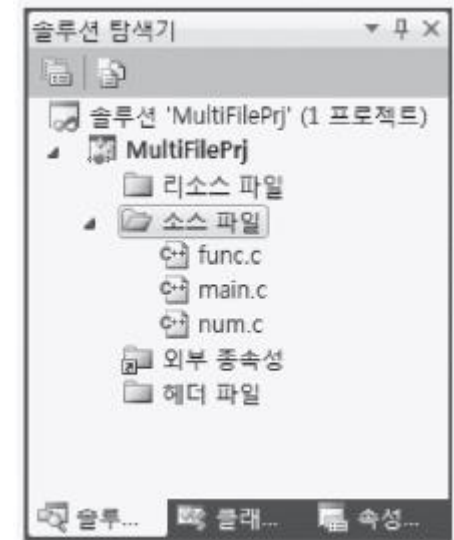 솔루션 탐색기
솔루션 'MultiFilePrj' (1 프로젝트)
MultiFilePrj
리소스 파일
소스 파일
func.c
main.c
num.c
외부 종속성
헤더 파일
솔루... 클래... 속성...